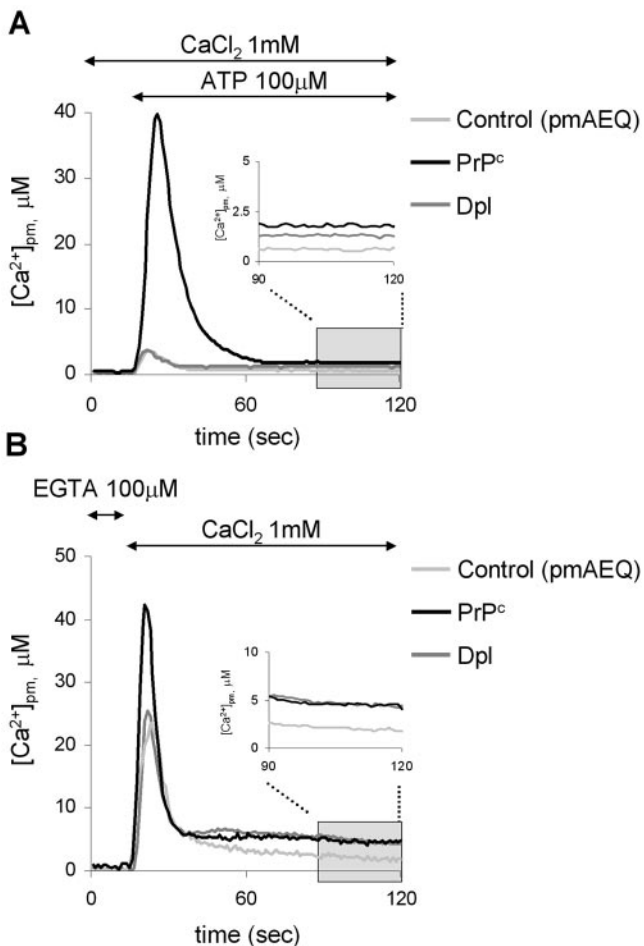 A
CaCl₂ 1mM
ATP 100μM
40
30
20
10
0
[Ca²⁺]pm, μM
0
60
120
time (sec)
Control (pmAEQ)
PrPᶜ
Dpl
5
2.5
0
[Ca²⁺]pm, μM
90
120
B
EGTA 100μM
CaCl₂ 1mM
50
40
30
20
10
0
[Ca²⁺]pm, μM
0
60
120
time (sec)
Control (pmAEQ)
PrPᶜ
Dpl
10
5
0
[Ca²⁺]pm, μM
90
120